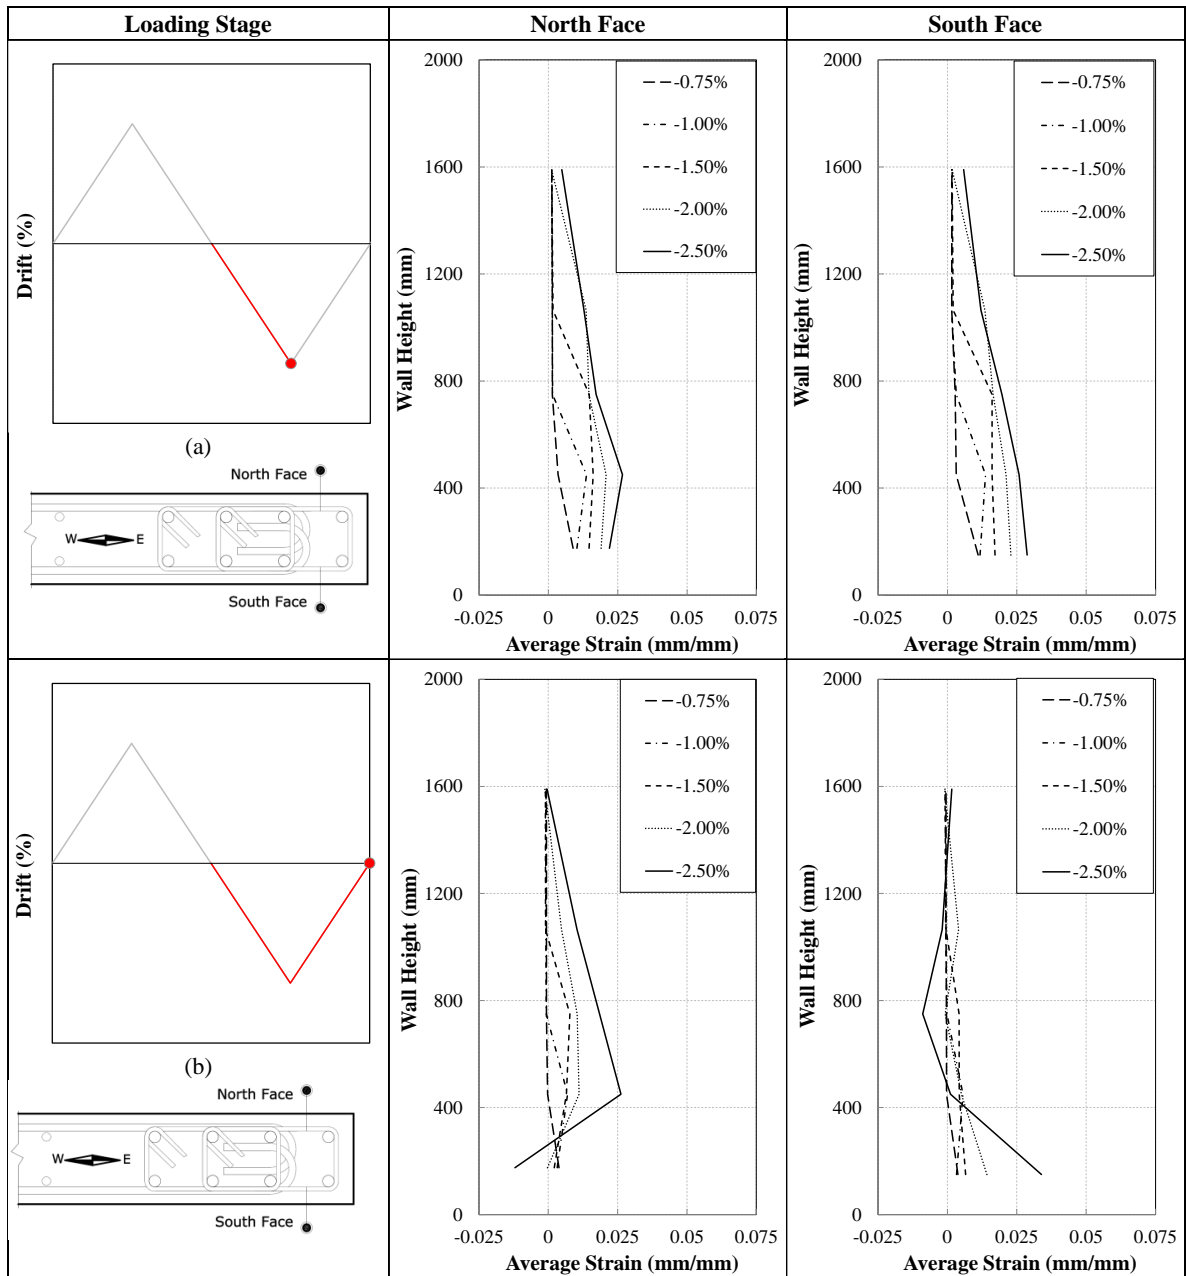 Loading Stage
North Face
South Face
Drift (%)
(a)
North Face
W E
South Face
2000
1600
1200
800
400
0
-0.025 0 0.025 0.05 0.075
Wall Height (mm)
Average Strain (mm/mm)
-0.75%
-1.00%
-1.50%
-2.00%
-2.50%
2000
1600
1200
800
400
0
-0.025 0 0.025 0.05 0.075
Wall Height (mm)
Average Strain (mm/mm)
-0.75%
-1.00%
-1.50%
-2.00%
-2.50%
Drift (%)
(b)
North Face
W E
South Face
2000
1600
1200
800
400
0
-0.025 0 0.025 0.05 0.075
Wall Height (mm)
Average Strain (mm/mm)
-0.75%
-1.00%
-1.50%
-2.00%
-2.50%
2000
1600
1200
800
400
0
-0.025 0 0.025 0.05 0.075
Wall Height (mm)
Average Strain (mm/mm)
-0.75%
-1.00%
-1.50%
-2.00%
-2.50%